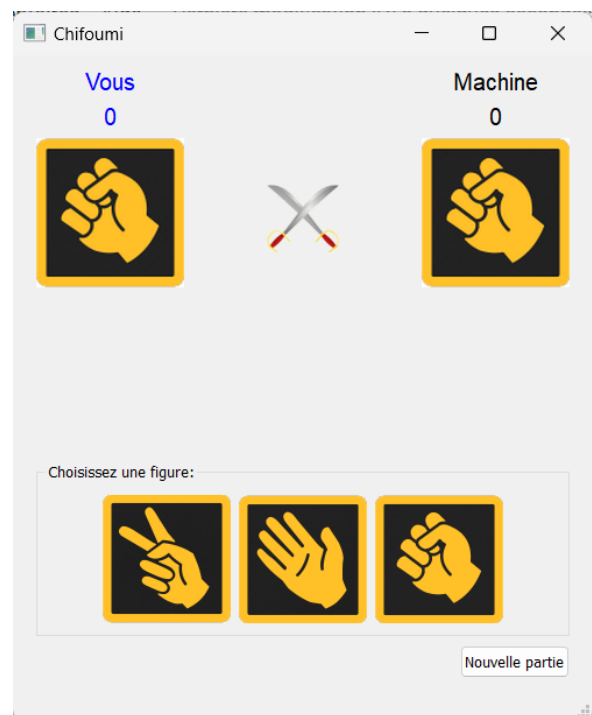 Chifoumi
Vous
Machine
0
0
Choisissez une figure:
Nouvelle partie